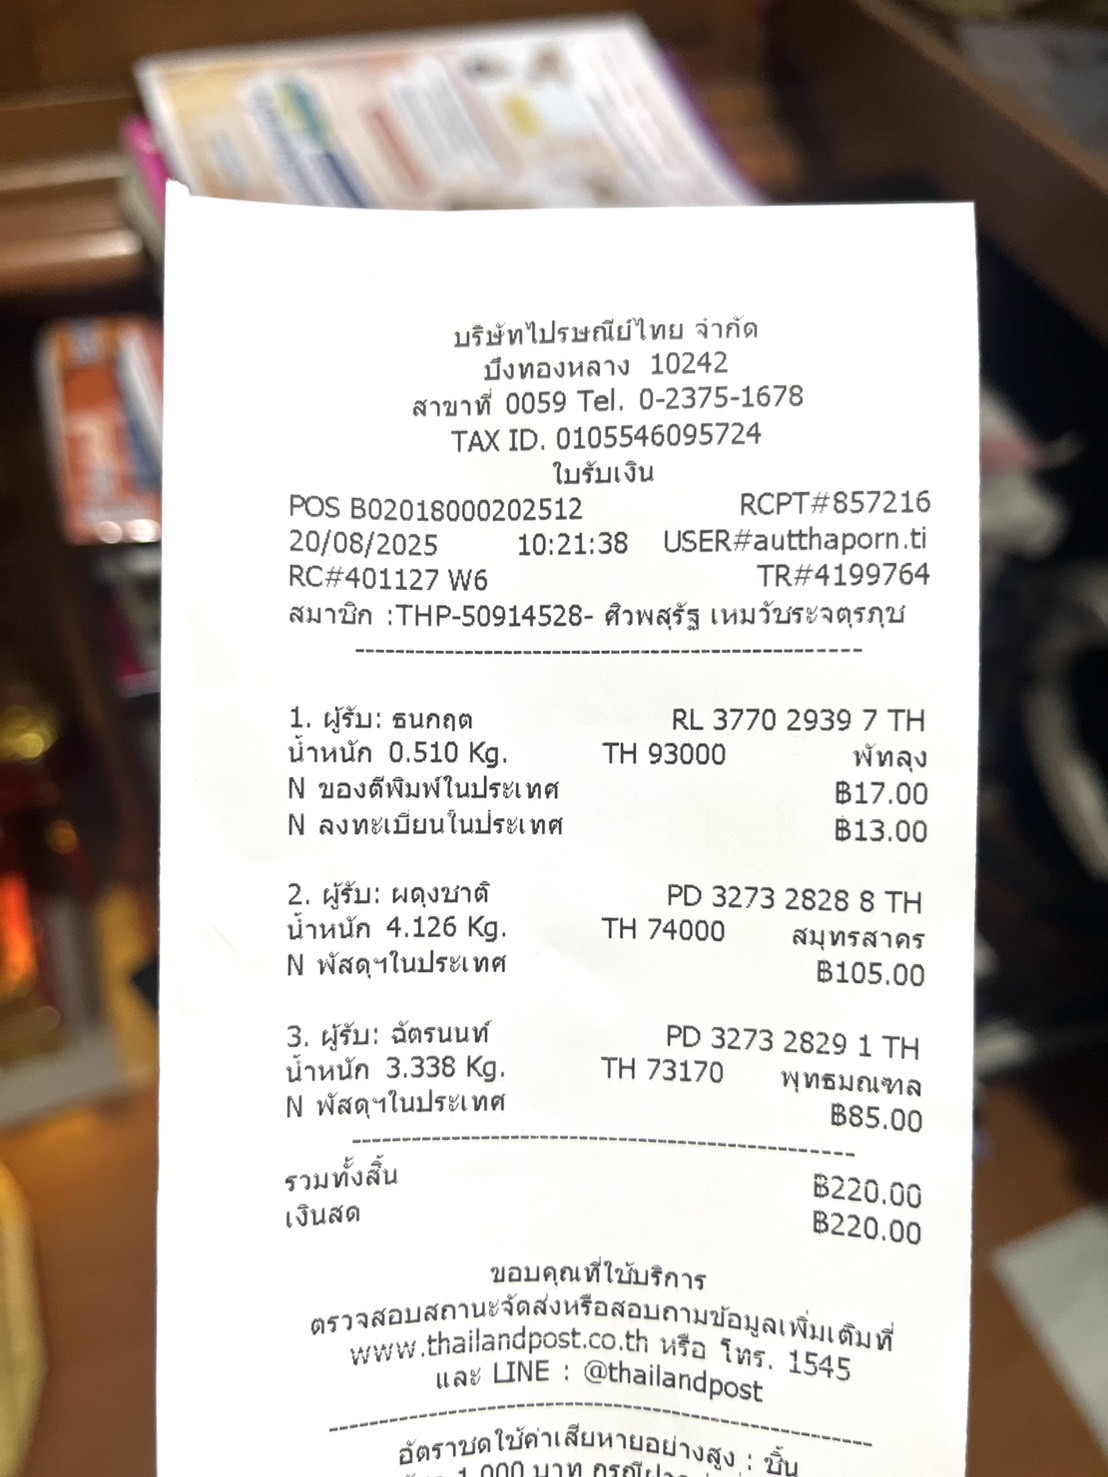 บริษัทไปรษณีย์ไทย จำกัด
บึงทองหลาง 10242
สาขาที่ 0059 Tel. 0-2375-1678
TAX ID. 0105546095724
ใบรับเงิน
POS B02018000202512 RCPT#857216
20/08/2025 10:21:38 USER#autthaporn.ti
RC#401127 W6 TR#4199764
สมาชิก :THP-50914528- ศิวพสุรัฐ เหมวัชระจตุรภุช
1. ผู้รับ: ธนกฤต RL 3770 2939 7 TH
น้ำหนัก 0.510 Kg. TH 93000 พัทลุง
N ของตีพิมพ์ในประเทศ ฿17.00
N ลงทะเบียนในประเทศ ฿13.00
2. ผู้รับ: ผดุงชาติ PD 3273 2828 8 TH
น้ำหนัก 4.126 Kg. TH 74000 สมุทรสาคร
N พัสดุฯในประเทศ ฿105.00
3. ผู้รับ: ฉัตรนนท์ PD 3273 2829 1 TH
น้ำหนัก 3.338 Kg. TH 73170 พุทธมณฑล
N พัสดุฯในประเทศ ฿85.00
รวมทั้งสิ้น ฿220.00
เงินสด ฿220.00
ขอบคุณที่ใช้บริการ
ตรวจสอบสถานะจัดส่งหรือสอบถามข้อมูลเพิ่มเติมที่
www.thailandpost.co.th หรือ โทร. 1545
และ LINE : @thailandpost
อัตราชดใช้ค่าเสียหายอย่างสูง : ชิ้น
1,000 บาท กรณี